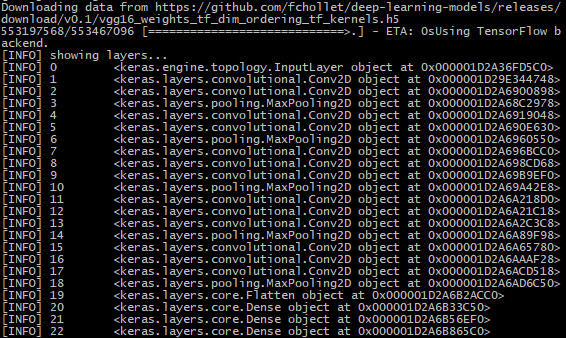 Downloading data from https://github.com/fchollet/deep-learning-models/releases/
download/v0.1/vgg16_weights_tf_dim_ordering_tf_kernels.h5
553197568/553467096 [===========================>.] - ETA: 0sUsing TensorFlow b
ackend.
[INFO] showing layers...
[INFO] 0 <keras.engine.topology.InputLayer object at 0x000001D2A36FD5C0>
[INFO] 1 <keras.layers.convolutional.Conv2D object at 0x000001D29E344748>
[INFO] 2 <keras.layers.convolutional.Conv2D object at 0x000001D2A6900898>
[INFO] 3 <keras.layers.pooling.MaxPooling2D object at 0x000001D2A68C2978>
[INFO] 4 <keras.layers.convolutional.Conv2D object at 0x000001D2A6919048>
[INFO] 5 <keras.layers.convolutional.Conv2D object at 0x000001D2A690E630>
[INFO] 6 <keras.layers.pooling.MaxPooling2D object at 0x000001D2A6960550>
[INFO] 7 <keras.layers.convolutional.Conv2D object at 0x000001D2A696BCC0>
[INFO] 8 <keras.layers.convolutional.Conv2D object at 0x000001D2A698CD68>
[INFO] 9 <keras.layers.convolutional.Conv2D object at 0x000001D2A69B9EF0>
[INFO] 10 <keras.layers.pooling.MaxPooling2D object at 0x000001D2A69A42E8>
[INFO] 11 <keras.layers.convolutional.Conv2D object at 0x000001D2A6A218D0>
[INFO] 12 <keras.layers.convolutional.Conv2D object at 0x000001D2A6A21C18>
[INFO] 13 <keras.layers.convolutional.Conv2D object at 0x000001D2A6A2C3C8>
[INFO] 14 <keras.layers.pooling.MaxPooling2D object at 0x000001D2A6A89F98>
[INFO] 15 <keras.layers.convolutional.Conv2D object at 0x000001D2A6A65780>
[INFO] 16 <keras.layers.convolutional.Conv2D object at 0x000001D2A6AAAF28>
[INFO] 17 <keras.layers.convolutional.Conv2D object at 0x000001D2A6ACD518>
[INFO] 18 <keras.layers.pooling.MaxPooling2D object at 0x000001D2A6AD6C50>
[INFO] 19 <keras.layers.core.Flatten object at 0x000001D2A6B2ACC0>
[INFO] 20 <keras.layers.core.Dense object at 0x000001D2A6B33C50>
[INFO] 21 <keras.layers.core.Dense object at 0x000001D2A6B56EF0>
[INFO] 22 <keras.layers.core.Dense object at 0x000001D2A6B865C0>